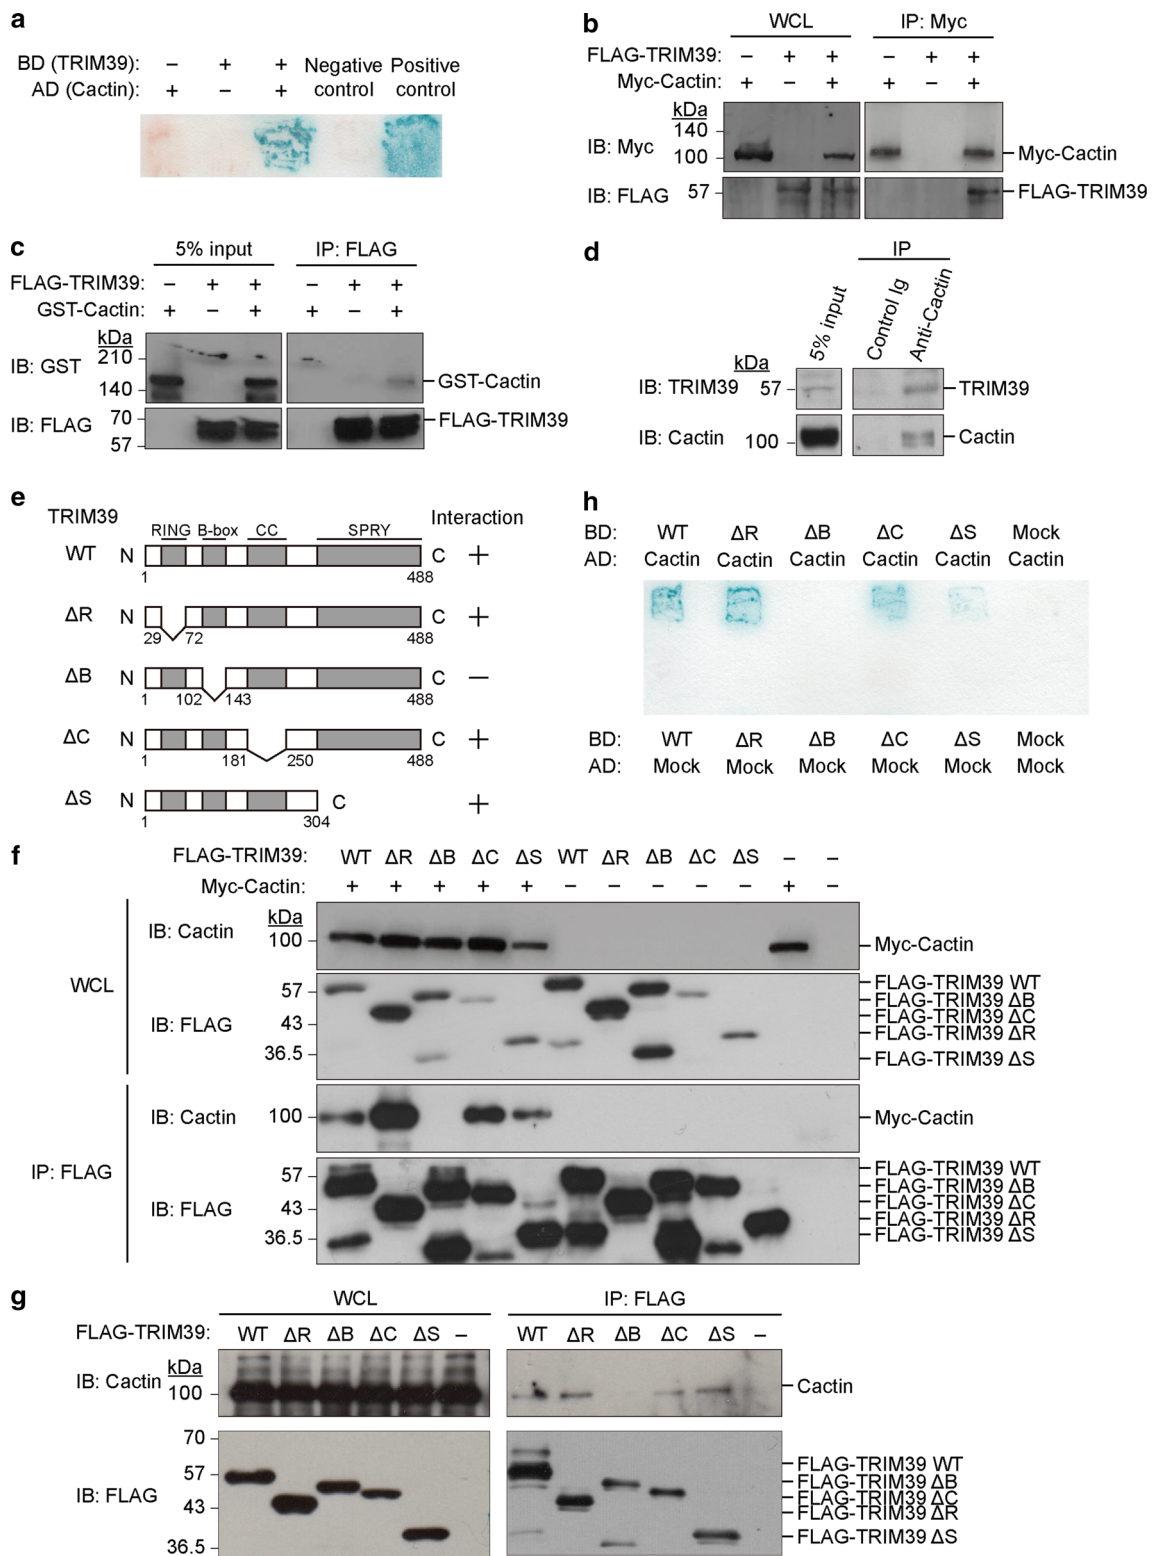 a
BD (TRIM39): – + + Negative control Positive control
AD (Cactin): + – +
b
WCL IP: Myc
FLAG-TRIM39: – + + – + +
Myc-Cactin: + – + + – +
kDa
IB: Myc 140 100 Myc-Cactin
IB: FLAG 57 FLAG-TRIM39
c
5% input IP: FLAG
FLAG-TRIM39: – + + – + +
GST-Cactin: + – + + – +
kDa
IB: GST 210 140 GST-Cactin
IB: FLAG 70 57 FLAG-TRIM39
d
IP
5% input Control Ig Anti-Cactin
kDa
IB: TRIM39 57 TRIM39
IB: Cactin 100 Cactin
e
TRIM39 RING B-box CC SPRY Interaction
WT N C +
1 488
ΔR N C +
29 72 488
ΔB N C –
1 102 143 488
ΔC N C +
1 181 250 488
ΔS N C +
1 304
h
BD: WT ΔR ΔB ΔC ΔS Mock
AD: Cactin Cactin Cactin Cactin Cactin Cactin
BD: WT ΔR ΔB ΔC ΔS Mock
AD: Mock Mock Mock Mock Mock Mock
f
FLAG-TRIM39: WT ΔR ΔB ΔC ΔS WT ΔR ΔB ΔC ΔS – –
Myc-Cactin: + + + + + – – – – – + –
WCL
kDa
IB: Cactin 100 Myc-Cactin
IB: FLAG 57 43 36.5
FLAG-TRIM39 WT
FLAG-TRIM39 ΔB
FLAG-TRIM39 ΔC
FLAG-TRIM39 ΔR
FLAG-TRIM39 ΔS
IP: FLAG
IB: Cactin 100 Myc-Cactin
IB: FLAG 57 43 36.5
FLAG-TRIM39 WT
FLAG-TRIM39 ΔB
FLAG-TRIM39 ΔC
FLAG-TRIM39 ΔR
FLAG-TRIM39 ΔS
g
WCL IP: FLAG
FLAG-TRIM39: WT ΔR ΔB ΔC ΔS – WT ΔR ΔB ΔC ΔS –
kDa
IB: Cactin 100 Cactin
IB: FLAG 70 57 43 36.5
FLAG-TRIM39 WT
FLAG-TRIM39 ΔB
FLAG-TRIM39 ΔC
FLAG-TRIM39 ΔR
FLAG-TRIM39 ΔS